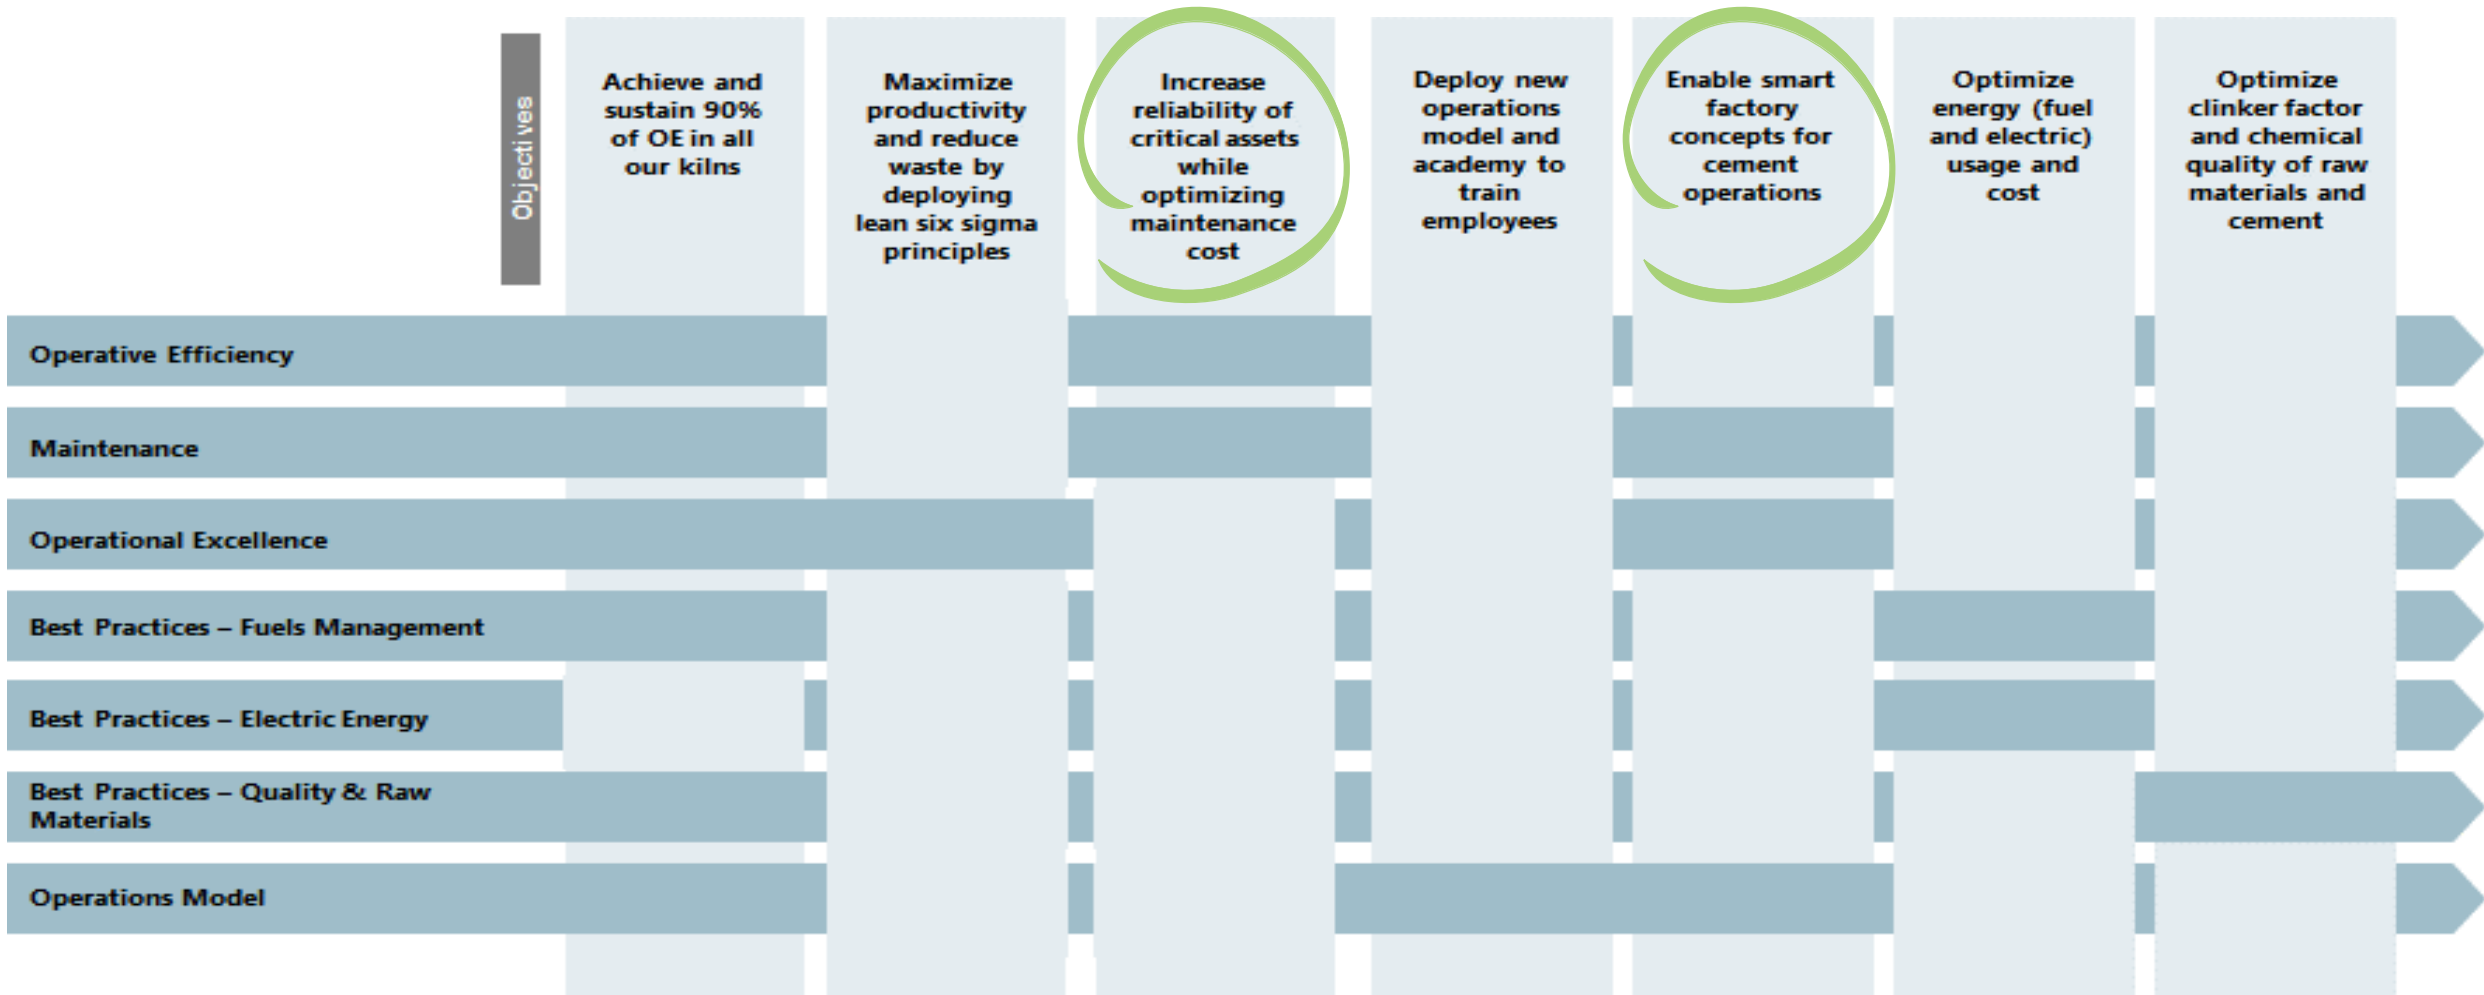 Objectives
Achieve and
sustain 90%
of OE in all
our kilns
Maximize
productivity
and reduce
waste by
deploying
lean six sigma
principles
Increase
reliability of
critical assets
while
optimizing
maintenance
cost
Deploy new
operations
model and
academy to
train
employees
Enable smart
factory
concepts for
cement
operations
Optimize
energy (fuel
and electric)
usage and
cost
Optimize
clinker factor
and chemical
quality of raw
materials and
cement
Operative Efficiency
Maintenance
Operational Excellence
Best Practices – Fuels Management
Best Practices – Electric Energy
Best Practices – Quality & Raw
Materials
Operations Model